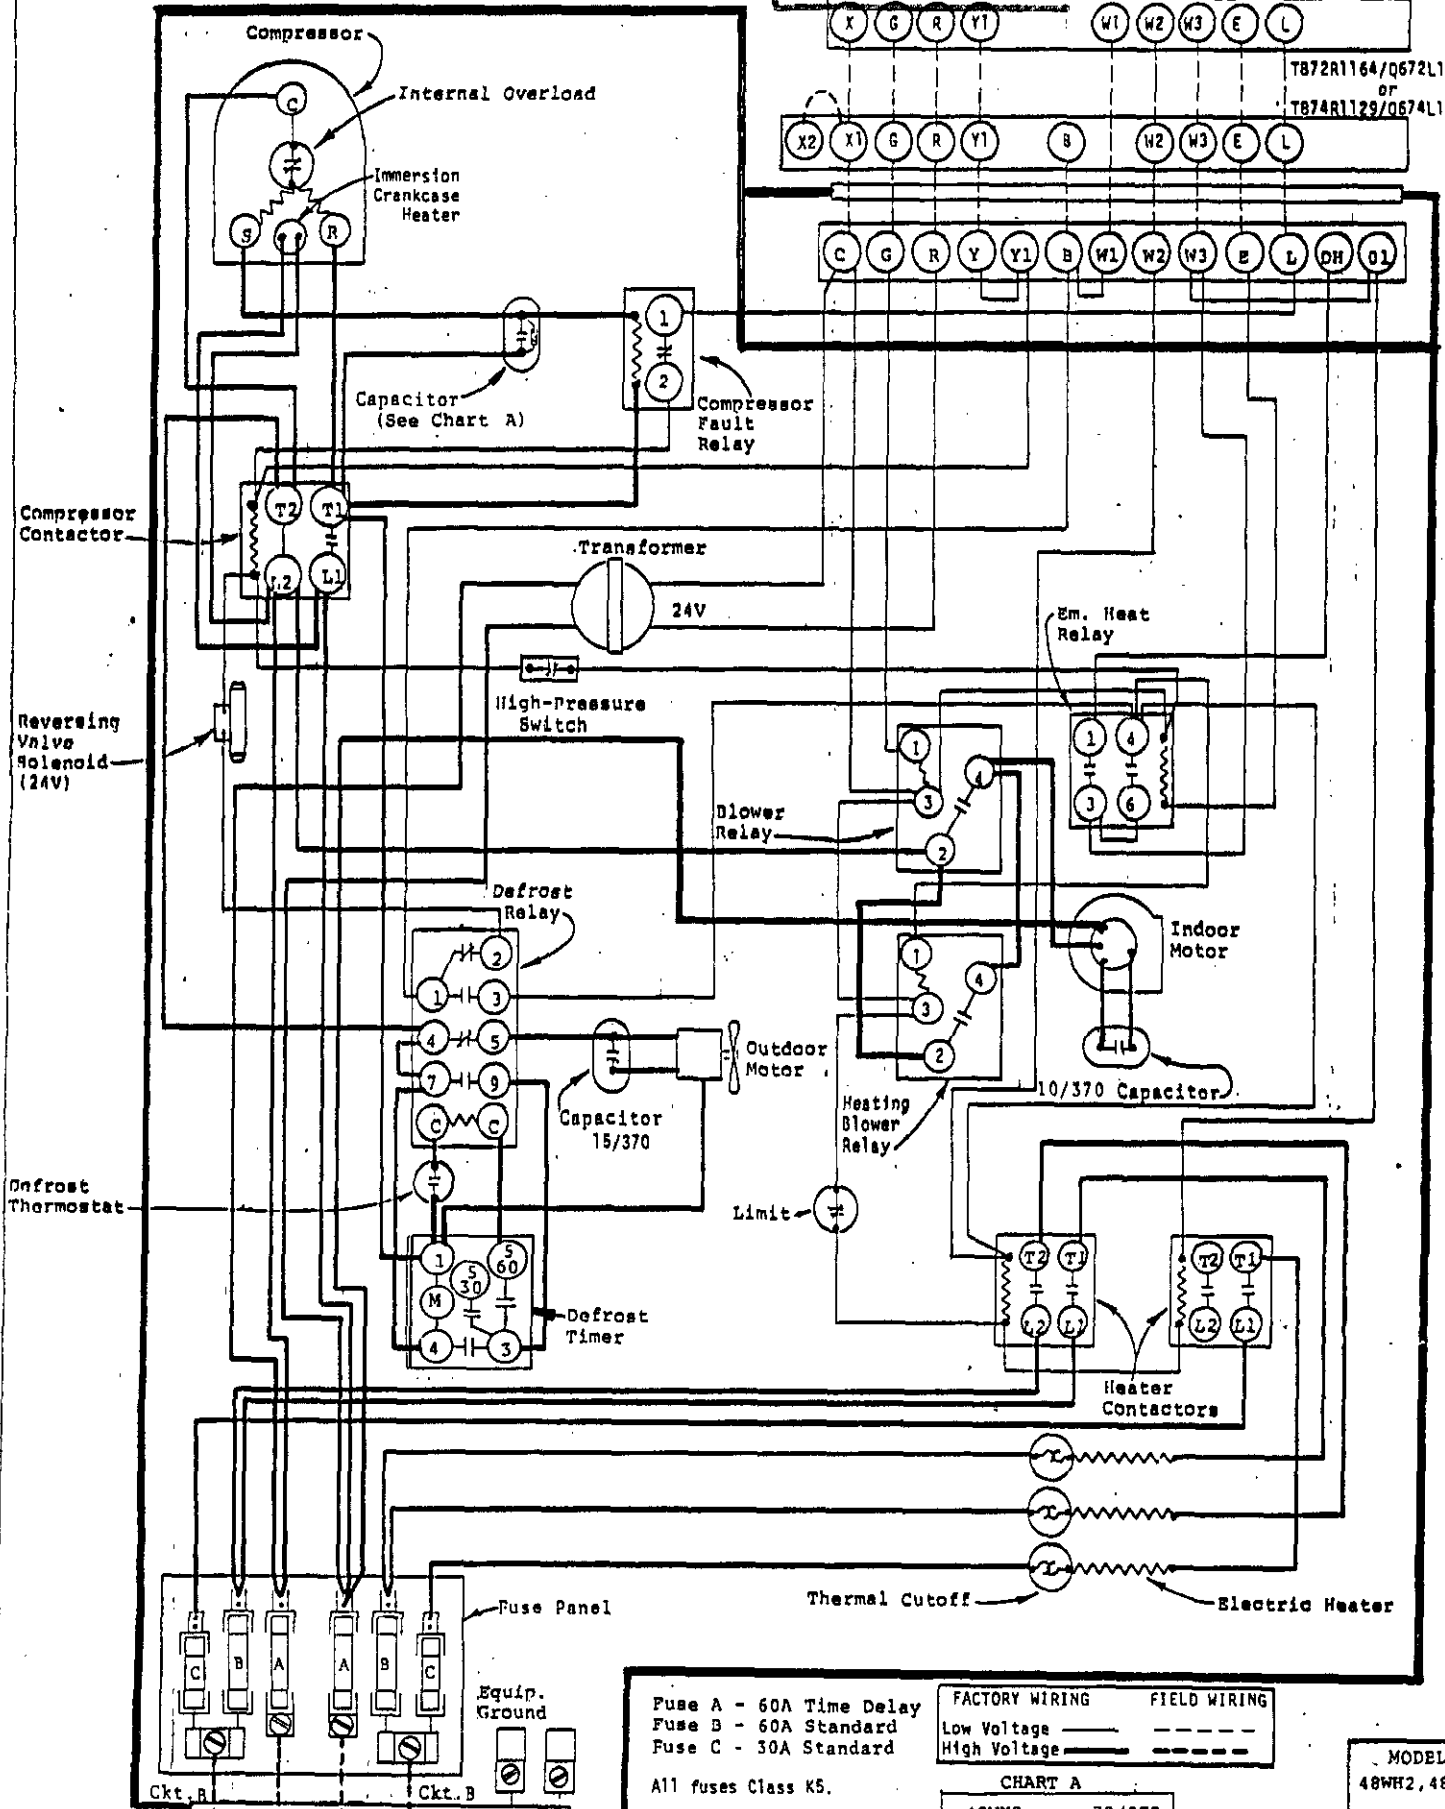 X G R Y1 W1 W2 W3 E L
TB72R1164/Q672L1
or
TB74R1129/Q674L1
X2 X1 G R Y1 B W2 W3 E L
C G R Y Y1 B W1 W2 W3 E L DH O1
Compressor
C
Internal Overload
Immersion
Crankcase
Heater
S R
1
2
Capacitor
(See Chart A)
Compressor
Fault
Relay
Compressor
Contactor
T2 T1
L2 L1
Transformer
24V
High-Pressure
Switch
Em. Heat
Relay
1 4
3 6
Reversing
Valve
Solenoid
(24V)
Blower
Relay
1
4
3
2
Defrost
Relay
2
1 3
4 5
7 9
C C
Indoor
Motor
1
4
3
2
Outdoor
Motor
Capacitor
15/370
10/370 Capacitor
Heating
Blower
Relay
Defrost
Thermostat
Limit
1
S
30
S
60
M
4 3
Defrost
Timer
T2 T1
L2 L1
T2 T1
L2 L1
Heater
Contactors
Thermal Cutoff
Electric Heater
Fuse Panel
C B A A B C
Equip.
Ground
Ckt.B
Ckt.B
Fuse A - 60A Time Delay
Fuse B - 60A Standard
Fuse C - 30A Standard
All fuses Class K5.
FACTORY WIRING FIELD WIRING
Low Voltage
High Voltage
CHART A
MODEL
48WH2,48